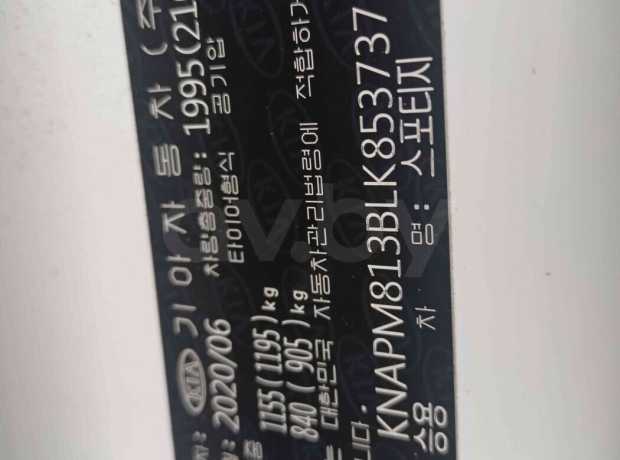 KIA 기아자동차(주
2020/06 차량총중량: 1995(21
타이어형식 공기압
1155(1195)kg
840( 905)kg
대한민국 자동차관리법령에 적합하게
니다.
KNAPM813BLK853737
승용 차 명: 스포티지
av.by